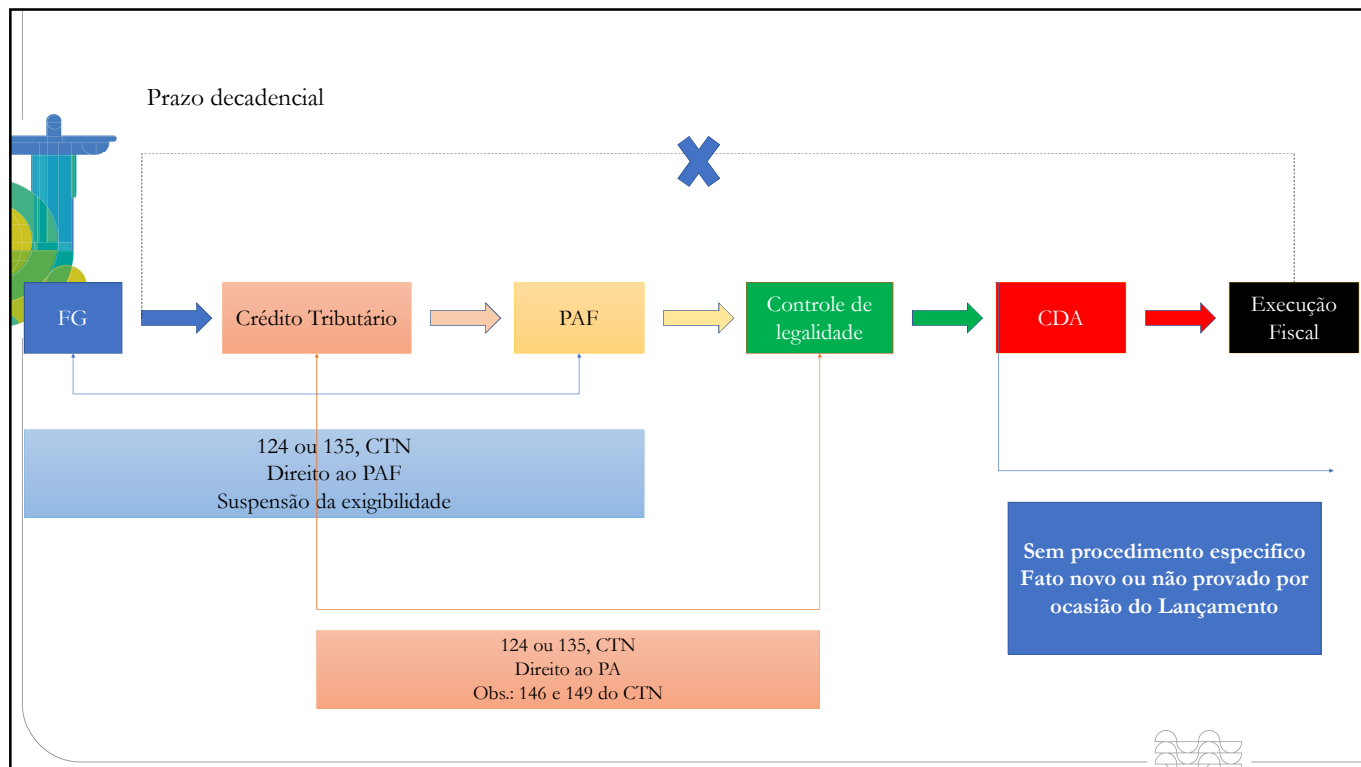 Prazo decadencial
FG
Crédito Tributário
PAF
Controle de
legalidade
CDA
Execução
Fiscal
124 ou 135, CTN
Direito ao PAF
Suspensão da exigibilidade
Sem procedimento especifico
Fato novo ou não provado por
ocasião do Lançamento
124 ou 135, CTN
Direito ao PA
Obs.: 146 e 149 do CTN